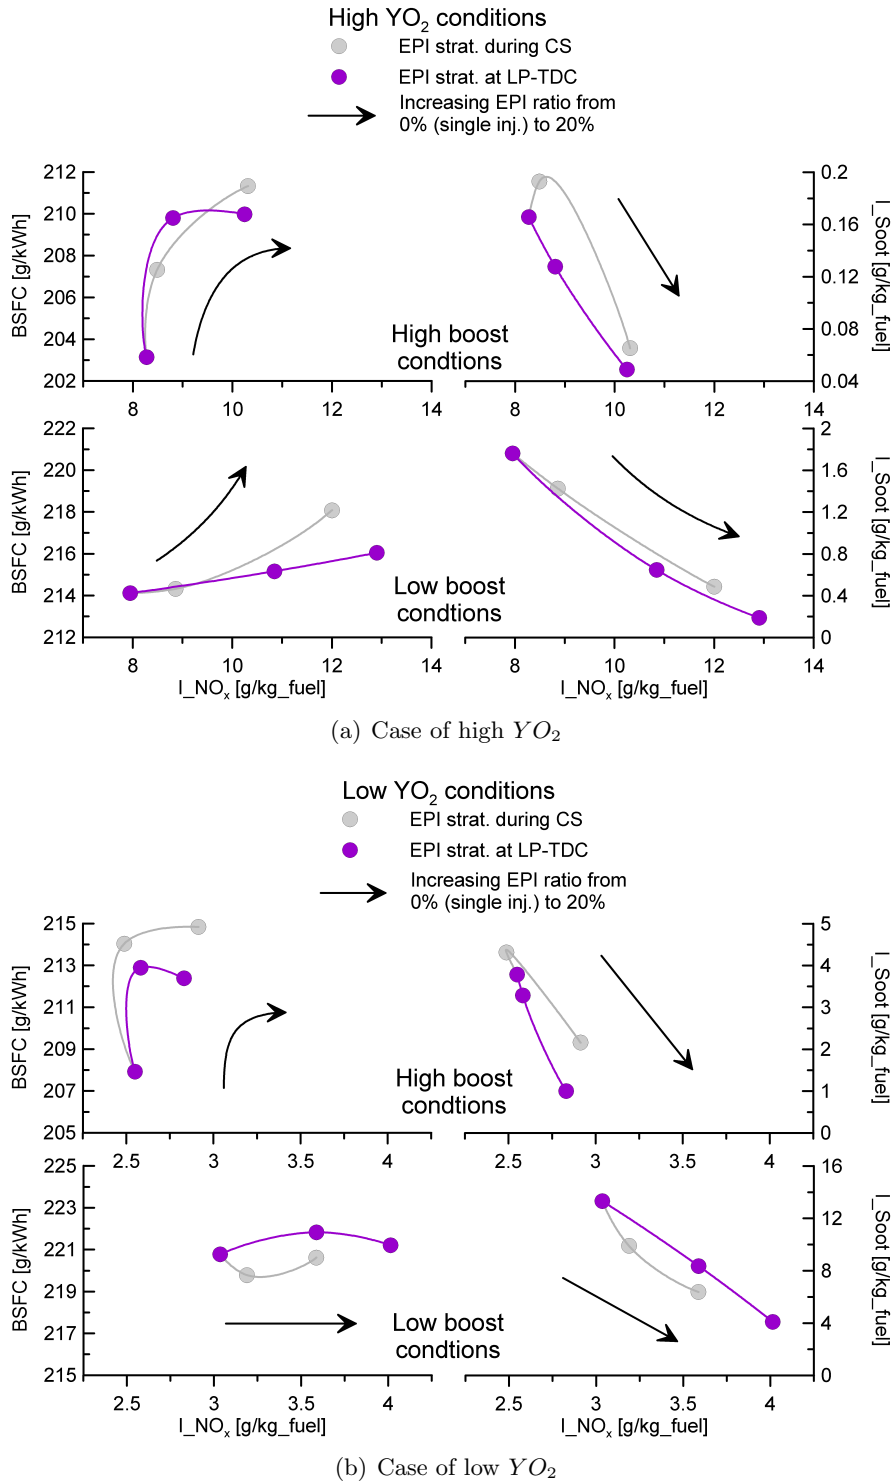 High YO₂ conditions
EPI strat. during CS
EPI strat. at LP-TDC
Increasing EPI ratio from
0% (single inj.) to 20%
212
210
208
206
204
202
BSFC [g/kWh]
8
10
12
14
High boost
condtions
0.2
0.16
0.12
0.08
0.04
I_Soot [g/kg_fuel]
8
10
12
14
222
220
218
216
214
212
BSFC [g/kWh]
8
10
12
14
I_NOₓ [g/kg_fuel]
Low boost
condtions
2
1.6
1.2
0.8
0.4
0
I_Soot [g/kg_fuel]
8
10
12
14
I_NOₓ [g/kg_fuel]
(a) Case of high YO₂
Low YO₂ conditions
EPI strat. during CS
EPI strat. at LP-TDC
Increasing EPI ratio from
0% (single inj.) to 20%
215
213
211
209
207
205
BSFC [g/kWh]
2.5
3
3.5
4
High boost
condtions
5
4
3
2
1
0
I_Soot [g/kg_fuel]
2.5
3
3.5
4
225
223
221
219
217
215
BSFC [g/kWh]
2.5
3
3.5
4
I_NOₓ [g/kg_fuel]
Low boost
condtions
16
12
8
4
0
I_Soot [g/kg_fuel]
2.5
3
3.5
4
I_NOₓ [g/kg_fuel]
(b) Case of low YO₂